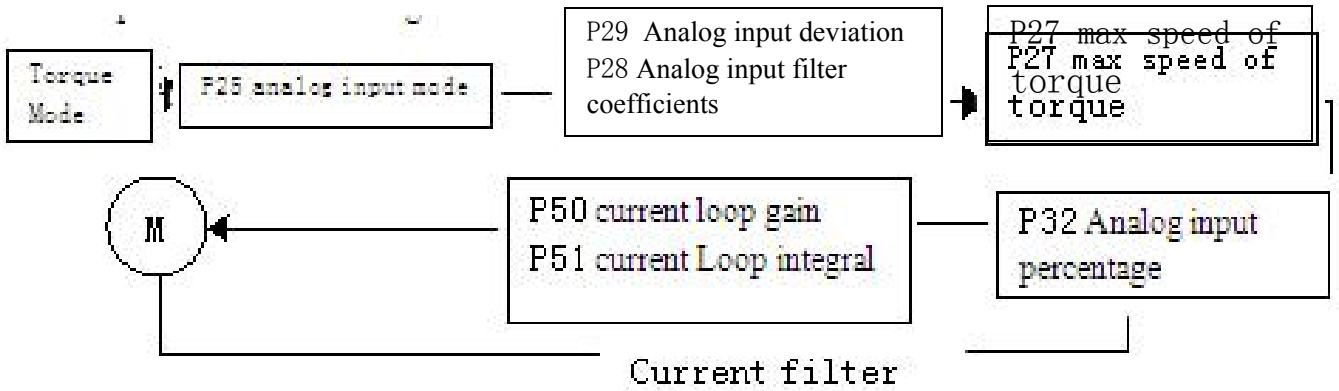 Torque
Mode
P25 analog input mode
P29 Analog input deviation
P28 Analog input filter
coefficients
P27 max speed of
torque
P27 max speed of
torque
M
P50 current loop gain
P51 current Loop integral
P32 Analog input
percentage
Current filter